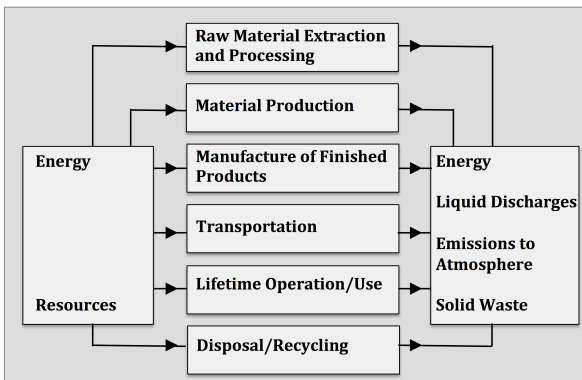 Raw Material Extraction
and Processing
Material Production
Energy
Resources
Manufacture of Finished
Products
Transportation
Lifetime Operation/Use
Disposal/Recycling
Energy
Liquid Discharges
Emissions to
Atmosphere
Solid Waste